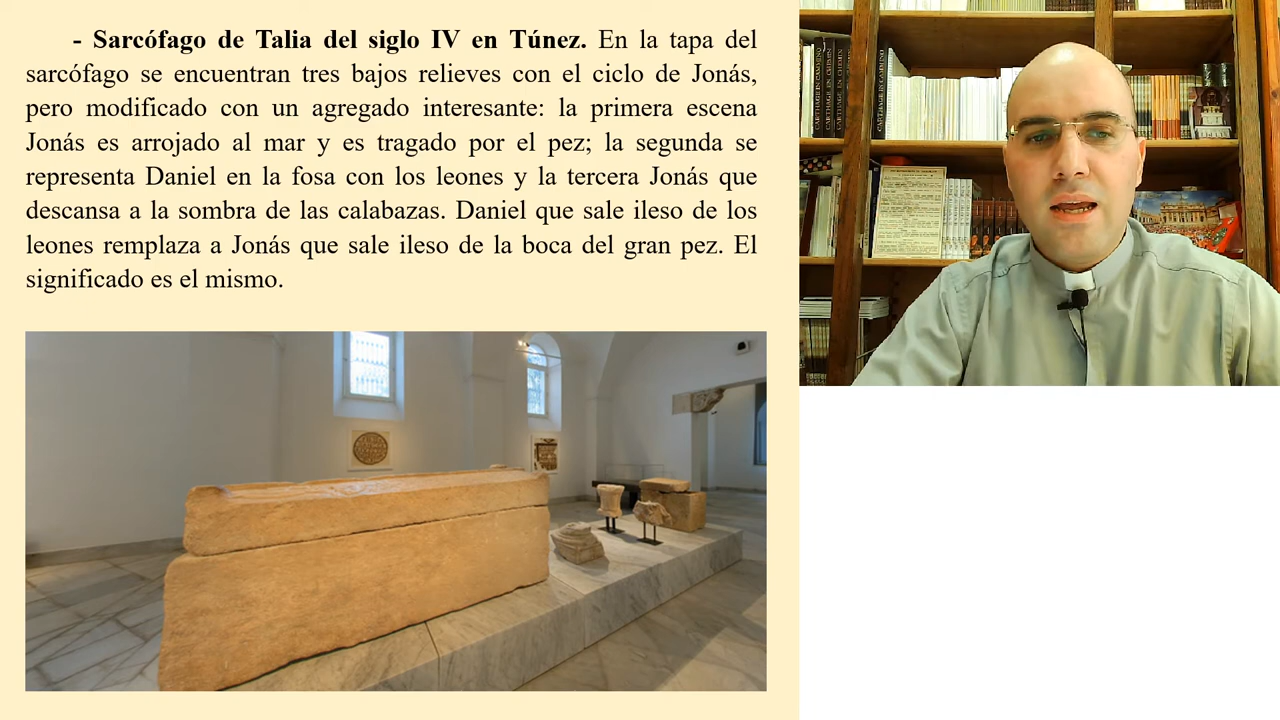 - Sarcófago de Talia del siglo IV en Túnez. En la tapa del
sarcófago se encuentran tres bajos relieves con el ciclo de Jonás,
pero modificado con un agregado interesante: la primera escena
Jonás es arrojado al mar y es tragado por el pez; la segunda se
representa Daniel en la fosa con los leones y la tercera Jonás que
descansa a la sombra de las calabazas. Daniel que sale ileso de los
leones remplaza a Jonás que sale ileso de la boca del gran pez. El
significado es el mismo.